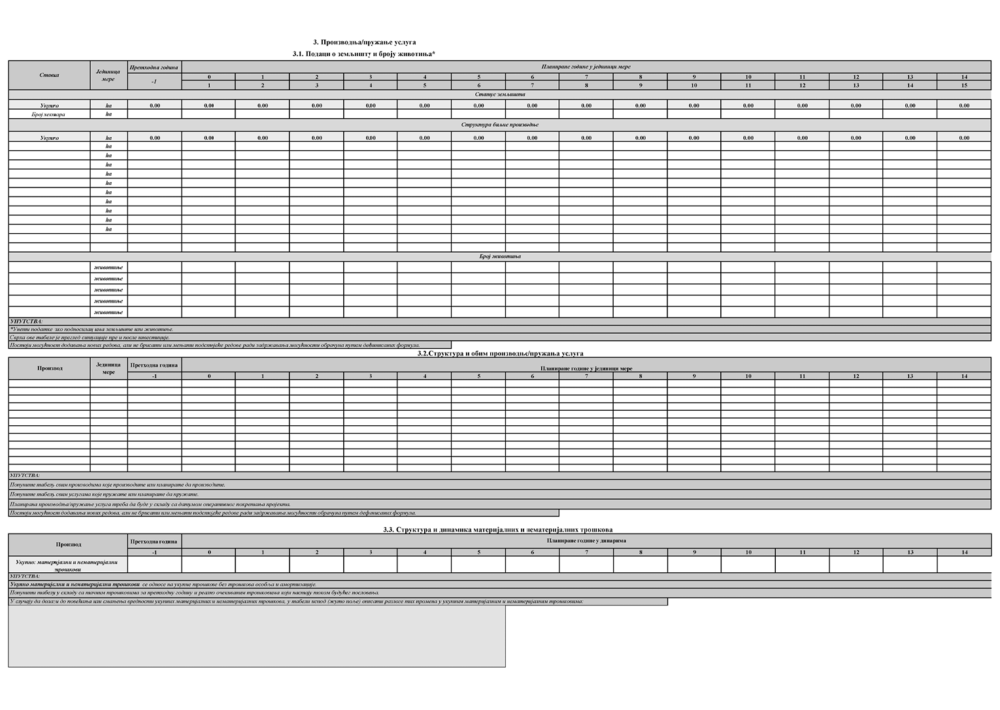 3. Производња/пружање услуга
3.1. Подаци о земљишту и броју животиња*
Ставка Јединица мере Претходна година Планиране године у јединици мере
-1 0 1 2 3 4 5 6 7 8 9 10 11 12 13 14
1 2 3 4 5 6 7 8 9 10 11 12 13 14 15
Статус земљишта
Укупно ha 0.00 0.00 0.00 0.00 0.00 0.00 0.00 0.00 0.00 0.00 0.00 0.00 0.00 0.00 0.00 0.00
Број хектара ha
Структура биљне производње
Укупно ha 0.00 0.00 0.00 0.00 0.00 0.00 0.00 0.00 0.00 0.00 0.00 0.00 0.00 0.00 0.00 0.00
ha
ha
ha
ha
ha
ha
ha
ha
ha
ha
Број животиња
животиње
животиње
животиње
животиње
животиње
УПУТСТВА:
*Унети податке ако подносилац има земљиште или животиње.
Сврха ове табеле је преглед ситуације пре и после инвестиције.
Постоји могућност додавања нових редова, али не брисати или мењати подстојеће редове ради задржавања могућности обрачуна путем дефинисаних формула.
3.2.Структура и обим производње/пружања услуга
Производ Јединица мере Претходна година Планиране године у јединици мере
-1 0 1 2 3 4 5 6 7 8 9 10 11 12 13 14
УПУТСТВА:
Попуните табелу свим производима које производите или планирате да производите.
Попуните табелу свим услугама које пружате или планирате да пружате.
Планирана производња/пружање услуга треба да буде у складу са датумом оперативног покретања пројекта.
Постоји могућност додавања нових редова, али не брисати или мењати подстојеће редове ради задржавања могућности обрачуна путем дефинисаних формула.
3.3. Структура и динамика материјалних и нематеријалних трошкова
Производ Претходна година Планиране године у динарима
-1 0 1 2 3 4 5 6 7 8 9 10 11 12 13 14
Укупно: материјални и нематеријални
трошкови
УПУТСТВА:
Укупно материјални и нематеријални трошкови се односе на укупне трошкове без трошкова особља и амортизације.
Попунити табелу у складу са тачним трошковима за претходну годину и реално очекиваним трошковима који настају током будућег пословања.
У случају да долази до повећања или смањења вредности укупних материјалних и нематеријалних трошкова, у табели испод (жуто поље) описати разлоге тих промена у укупним материјалним и нематеријалним трошковима: